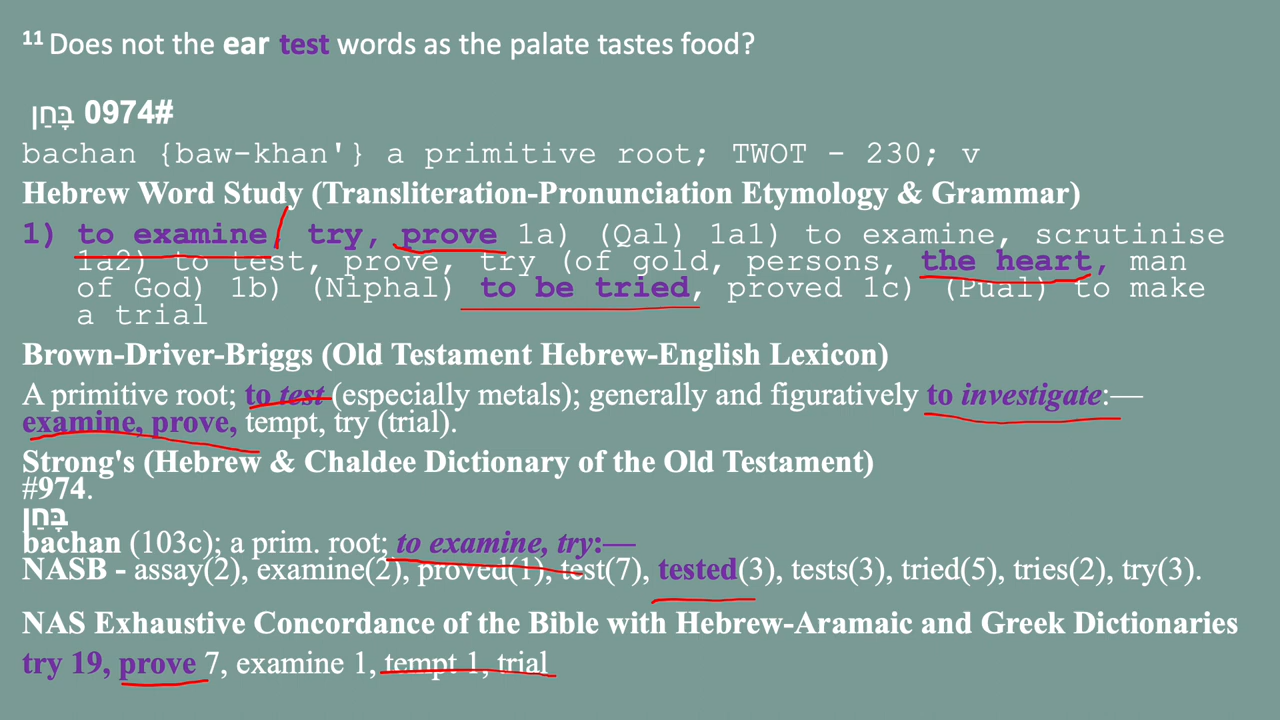 11 Does not the ear test words as the palate tastes food?
בָּחַן 0974#
bachan {baw-khan'} a primitive root; TWOT - 230; v
Hebrew Word Study (Transliteration-Pronunciation Etymology & Grammar)
1) to examine, try, prove 1a) (Qal) 1a1) to examine, scrutinise
1a2) to test, prove, try (of gold, persons, the heart, man
of God) 1b) (Niphal) to be tried, proved 1c) (Pual) to make
a trial
Brown-Driver-Briggs (Old Testament Hebrew-English Lexicon)
A primitive root; to test (especially metals); generally and figuratively to investigate:—
examine, prove, tempt, try (trial).
Strong's (Hebrew & Chaldee Dictionary of the Old Testament)
#974.
בָּחַן
bachan (103c); a prim. root; to examine, try:—
NASB - assay(2), examine(2), proved(1), test(7), tested(3), tests(3), tried(5), tries(2), try(3).
NAS Exhaustive Concordance of the Bible with Hebrew-Aramaic and Greek Dictionaries
try 19, prove 7, examine 1, tempt 1, trial